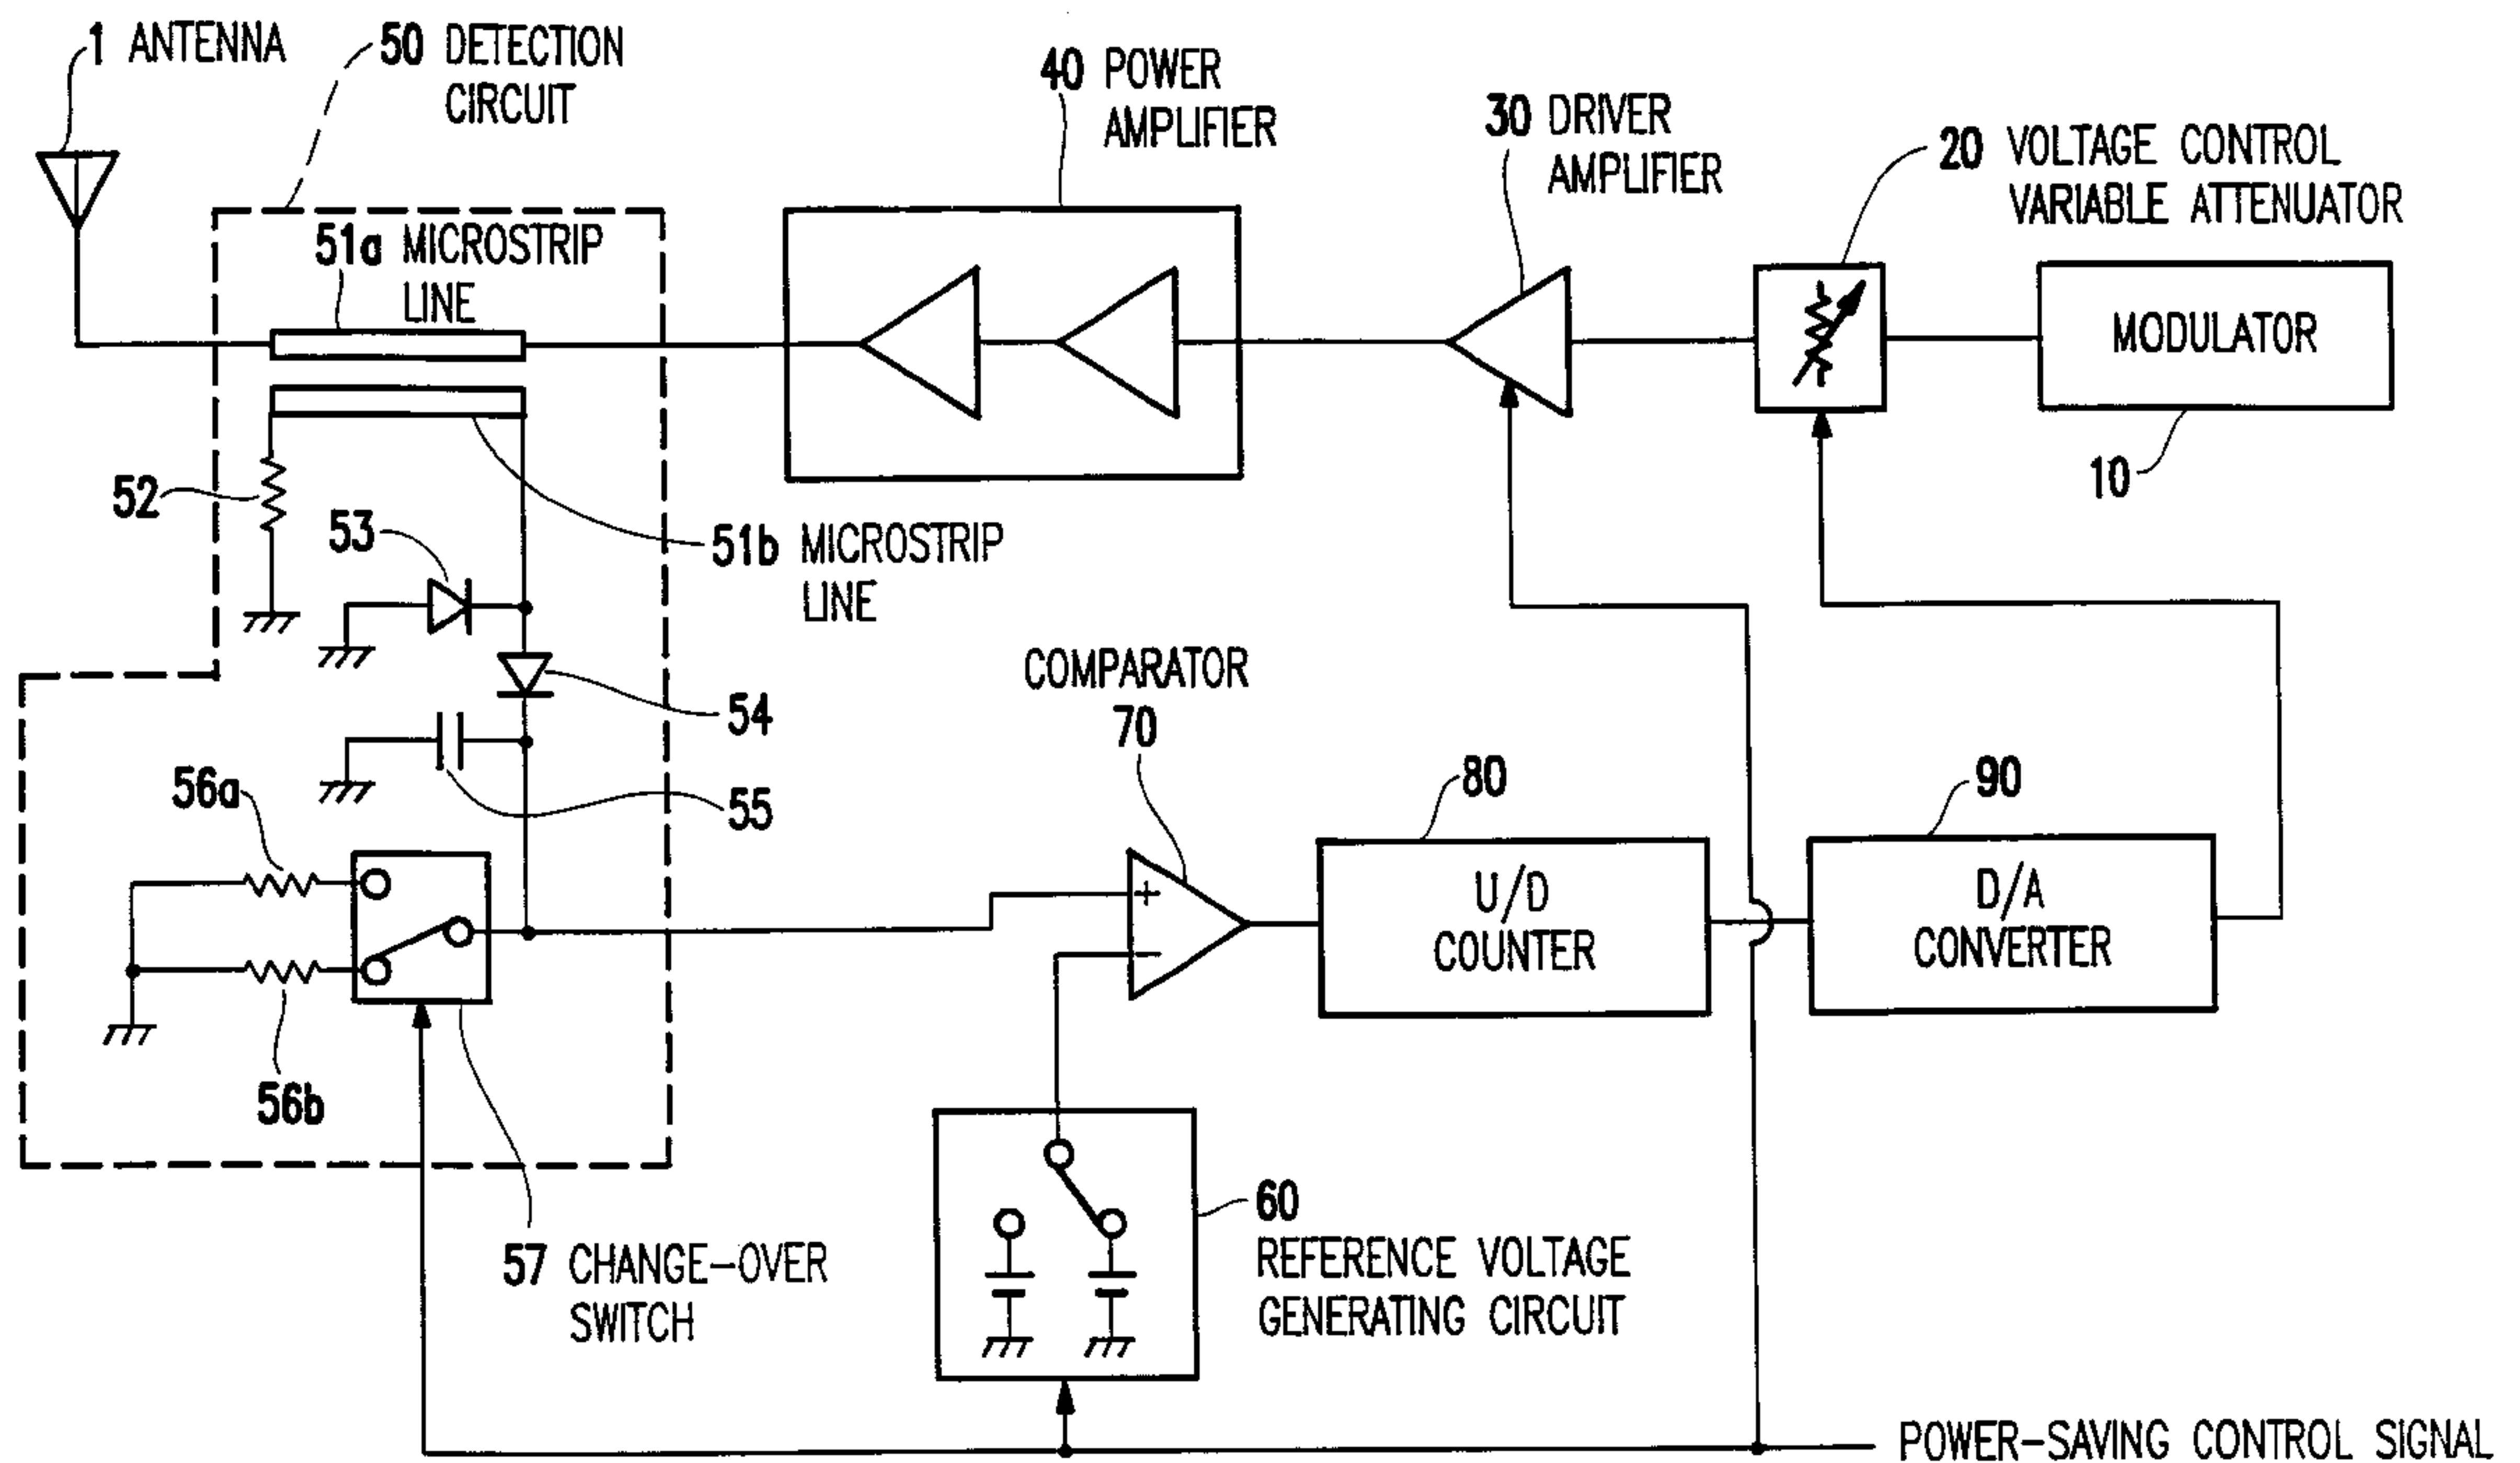 1 ANTENNA
50 DETECTION
CIRCUIT
40 POWER
AMPLIFIER
30 DRIVER
AMPLIFIER
20 VOLTAGE CONTROL
VARIABLE ATTENUATOR
51a MICROSTRIP
LINE
MODULATOR
10
52
53
51b MICROSTRIP
LINE
54
COMPARATOR
70
55
56a
80
90
+
−
U/D
COUNTER
D/A
CONVERTER
56b
57 CHANGE-OVER
SWITCH
60
REFERENCE VOLTAGE
GENERATING CIRCUIT
POWER-SAVING CONTROL SIGNAL